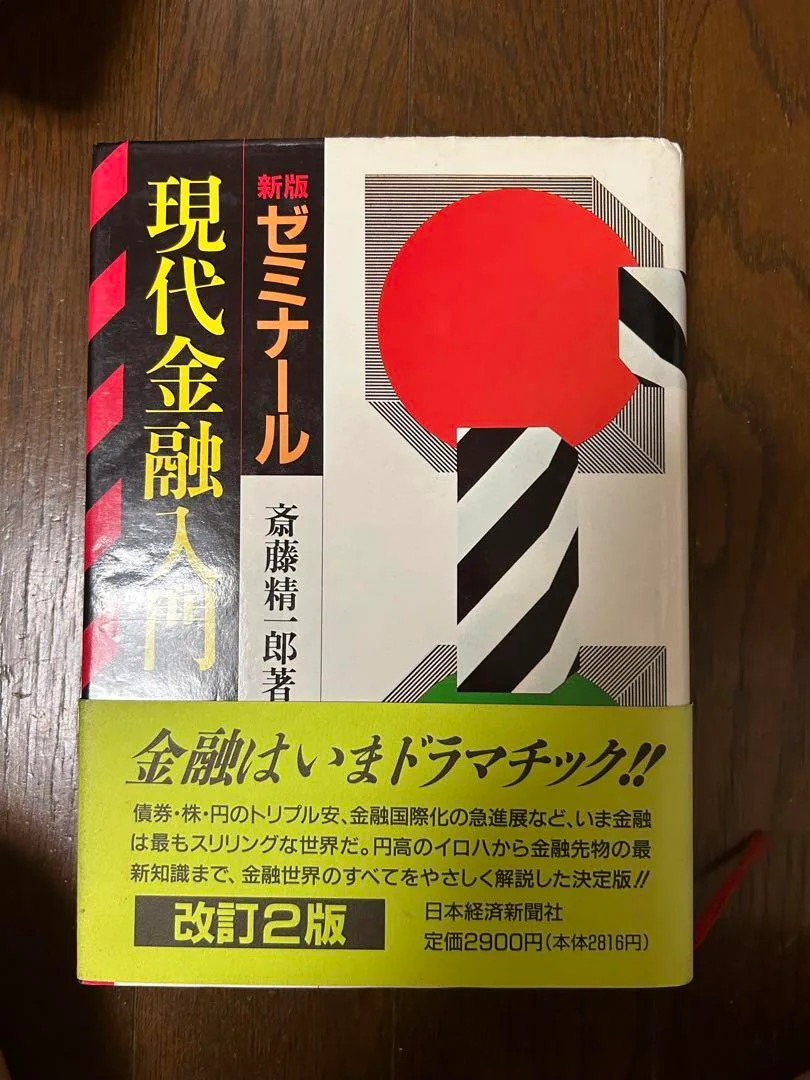 新版 ゼミナール
現代金融入門
斎藤精一郎著
金融はいまドラマチック!!
債券・株・円のトリプル安、金融国際化の急進展など、いま金融
は最もスリリングな世界だ。円高のイロハから金融先物の最
新知識まで、金融世界のすべてをやさしく解説した決定版!!
改訂2版
日本経済新聞社
定価2900円(本体2816円)